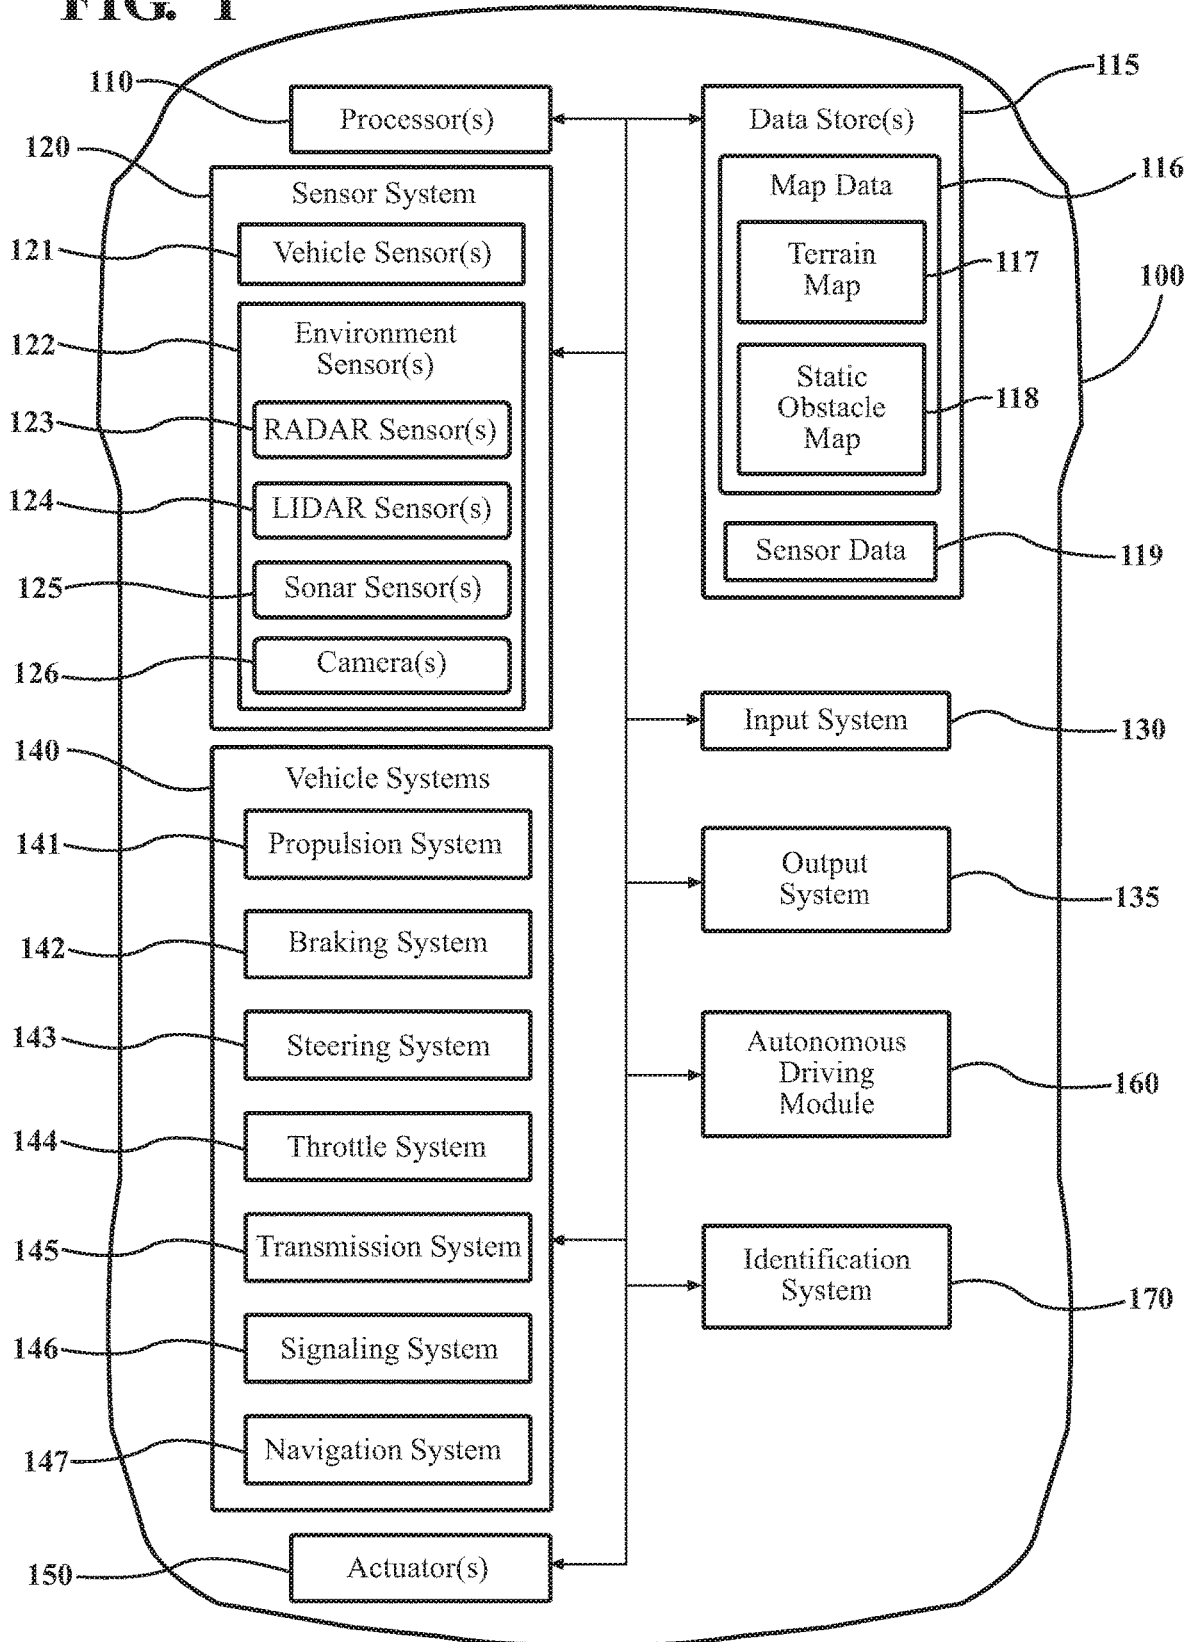 FIG. 1
110
Processor(s)
120
Sensor System
121
Vehicle Sensor(s)
122
Environment
Sensor(s)
123
RADAR Sensor(s)
124
LIDAR Sensor(s)
125
Sonar Sensor(s)
126
Camera(s)
140
Vehicle Systems
141
Propulsion System
142
Braking System
143
Steering System
144
Throttle System
145
Transmission System
146
Signaling System
147
Navigation System
150
Actuator(s)
115
Data Store(s)
116
Map Data
Terrain
Map
117
100
Static
Obstacle
Map
118
Sensor Data
119
Input System
130
Output
System
135
Autonomous
Driving
Module
160
Identification
System
170